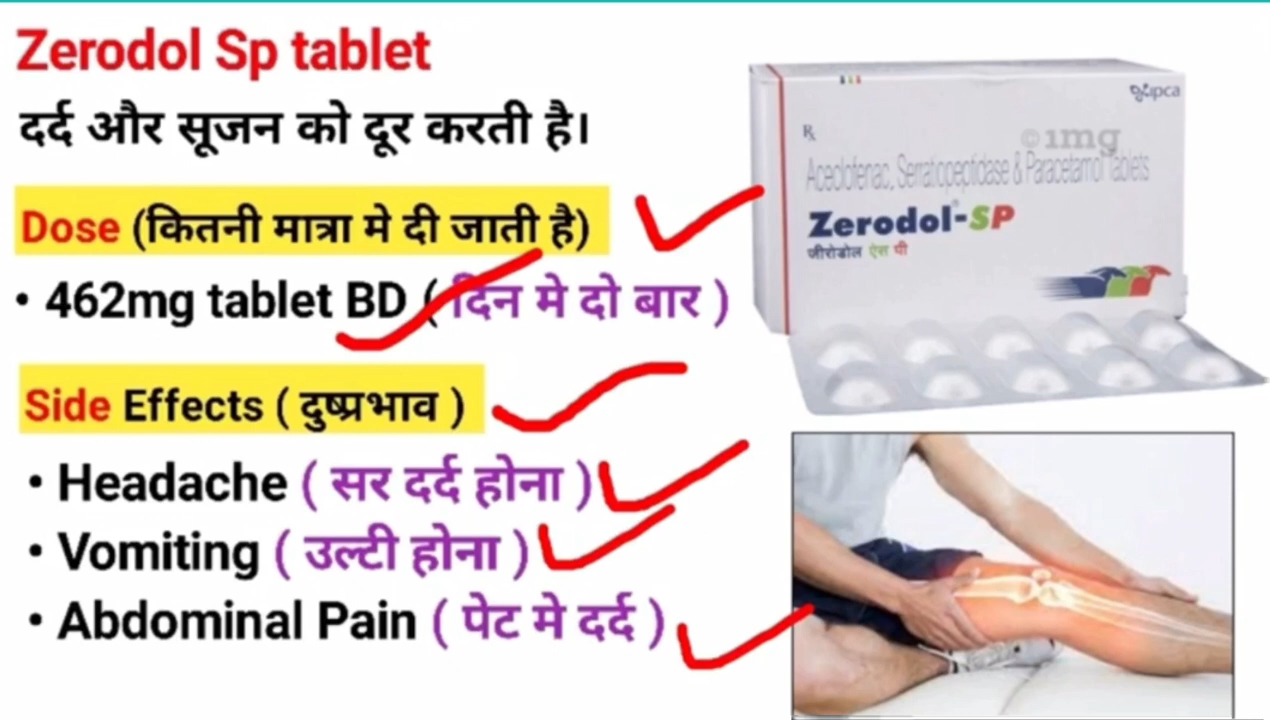 Zerodol Sp tablet
दर्द और सूजन को दूर करती है।
Dose (कितनी मात्रा मे दी जाती है)
• 462mg tablet BD ( दिन मे दो बार )
Side Effects ( दुष्प्रभाव )
• Headache ( सर दर्द होना )
• Vomiting ( उल्टी होना )
• Abdominal Pain ( पेट मे दर्द )
ipca
Rx
© 1mg
Aceclofenac, Serratiopeptidase & Paracetamol Tablets
Zerodol®-SP
जीरोडोल ऐस पी